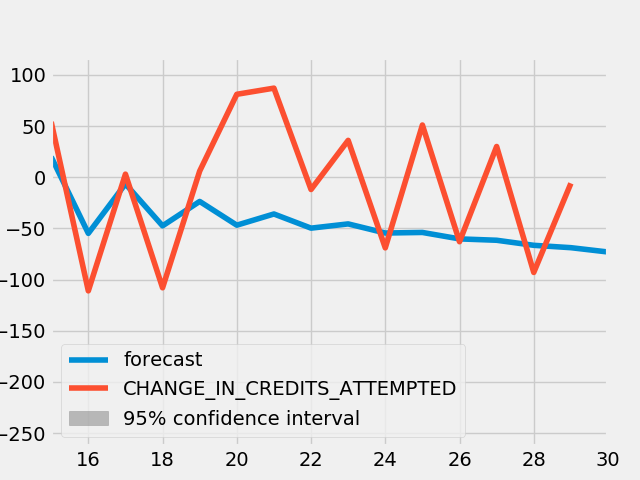 100
50
0
−50
−100
−150
−200
−250
forecast
CHANGE_IN_CREDITS_ATTEMPTED
95% confidence interval
16 18 20 22 24 26 28 30